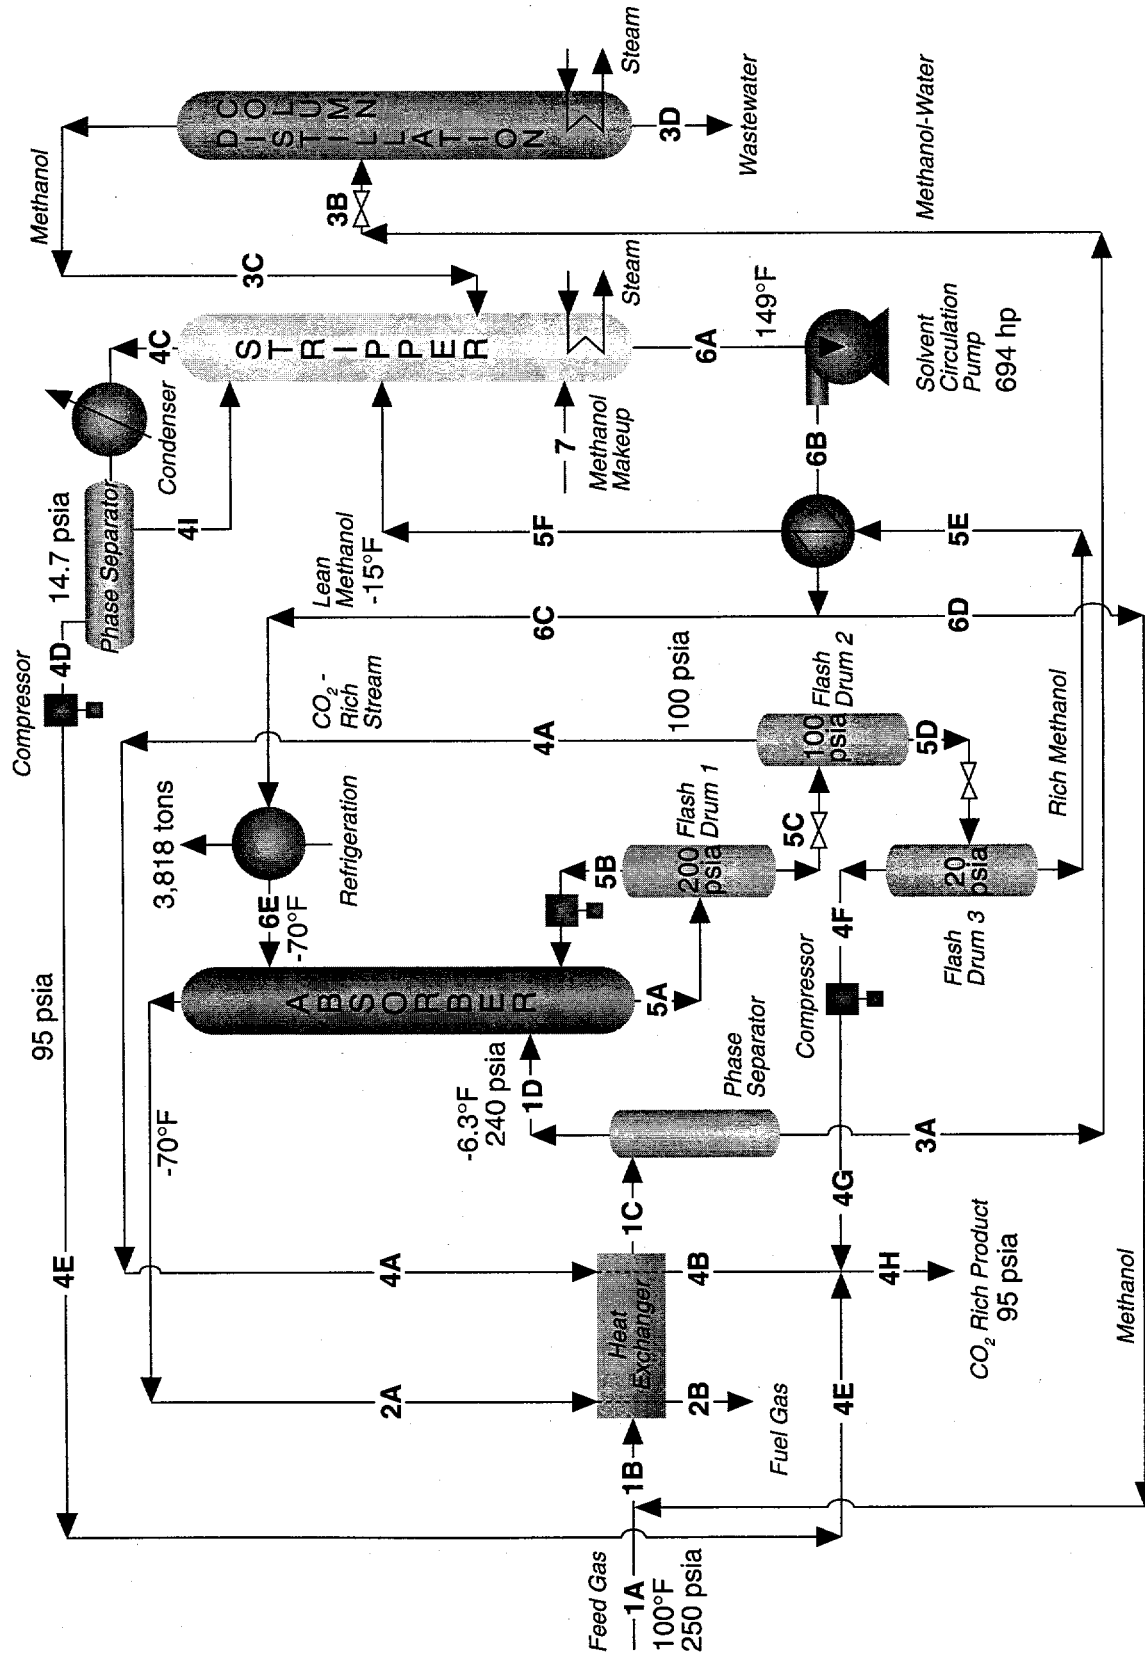 Compressor
95 psia
4E
4D
14.7 psia
Phase Separator
Condenser
4C
4I
Methanol
3C
DISTILLATION
COLUMN
3B
Steam
3D
Wastewater
STRIPPER
Steam
7
Methanol
Makeup
6A
149°F
Solvent
Circulation
Pump
694 hp
Methanol-Water
6B
5F
5E
Lean
Methanol
-15°F
6C
6D
CO2-
Rich
Stream
4A
100 psia
3,818 tons
Refrigeration
6E
-70°F
-70°F
ABSORBER
5A
5B
200
psia
Flash
Drum 1
5C
100
psia
Flash
Drum 2
5D
20
psia
Flash
Drum 3
Rich Methanol
4F
Compressor
4G
-6.3°F
240 psia
1D
Phase
Separator
1C
3A
4A
2A
Heat
Exchanger
4B
2B
Fuel Gas
4H
CO2 Rich Product
95 psia
4E
1B
Feed Gas
1A
100°F
250 psia
Methanol